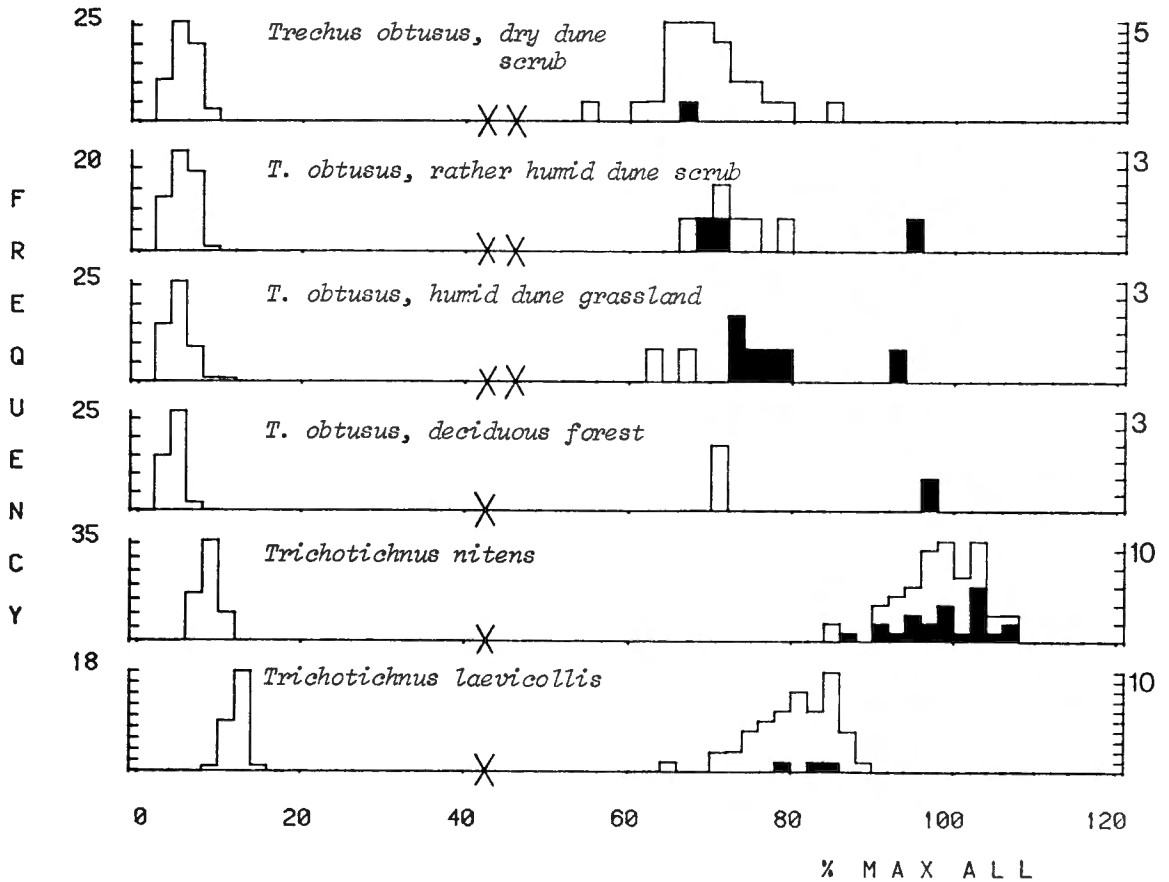 25 Trechus obtusus, dry dune 5
scrub
20 T. obtusus, rather humid dune scrub 3
25 T. obtusus, humid dune grassland 3
25 T. obtusus, deciduous forest 3
35 Trichotichnus nitens 10
18 Trichotichnus laevicollis 10
FREQUENCY
0 20 40 60 80 100 120
% MAX ALL